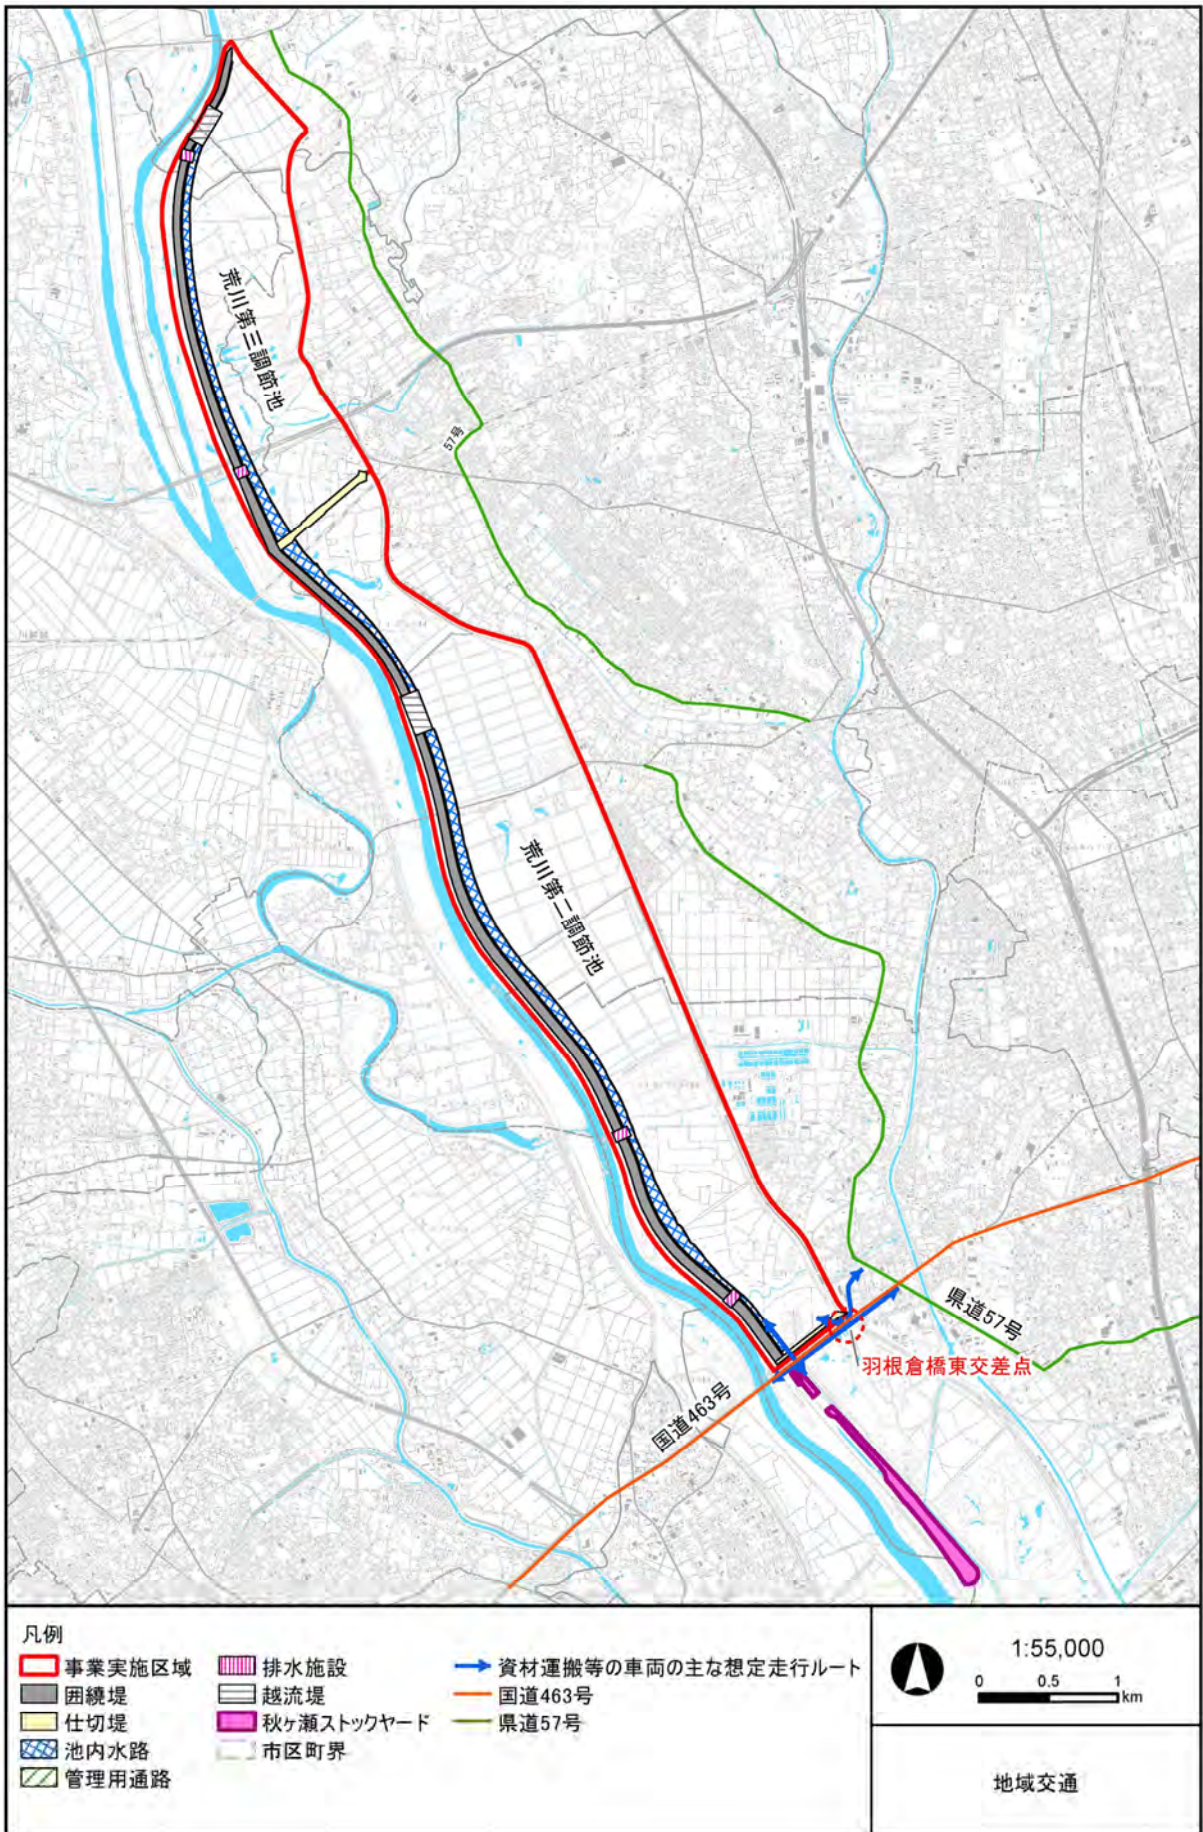 荒川第三調節池
57号
荒川第二調節池
県道57号
羽根倉橋東交差点
国道463号
凡例
事業実施区域
囲繞堤
仕切堤
池内水路
管理用通路
排水施設
越流堤
秋ヶ瀬ストックヤード
市区町界
資材運搬等の車両の主な想定走行ルート
国道463号
県道57号
1:55,000
0 0.5 1
km
地域交通